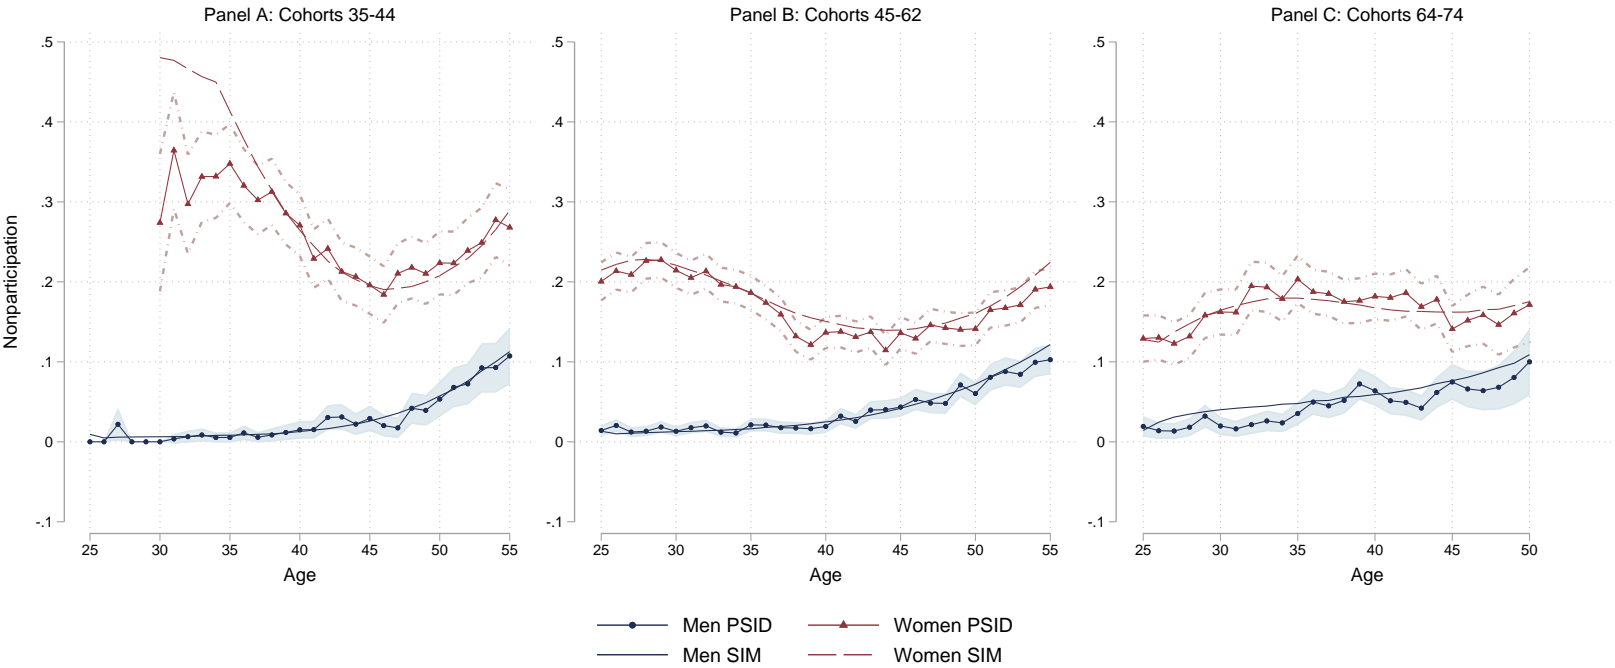 Panel A: Cohorts 35-44
Panel B: Cohorts 45-62
Panel C: Cohorts 64-74
Nonparticipation
.5
.4
.3
.2
.1
0
-.1
25 30 35 40 45 50 55
Age
.5
.4
.3
.2
.1
0
-.1
25 30 35 40 45 50 55
Age
.5
.4
.3
.2
.1
0
-.1
25 30 35 40 45 50
Age
Men PSID Women PSID
Men SIM Women SIM